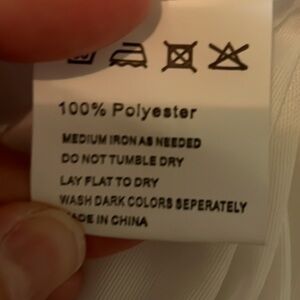 100% Polyester
MEDIUM IRON AS NEEDED
DO NOT TUMBLE DRY
LAY FLAT TO DRY
WASH DARK COLORS SEPERATELY
MADE IN CHINA